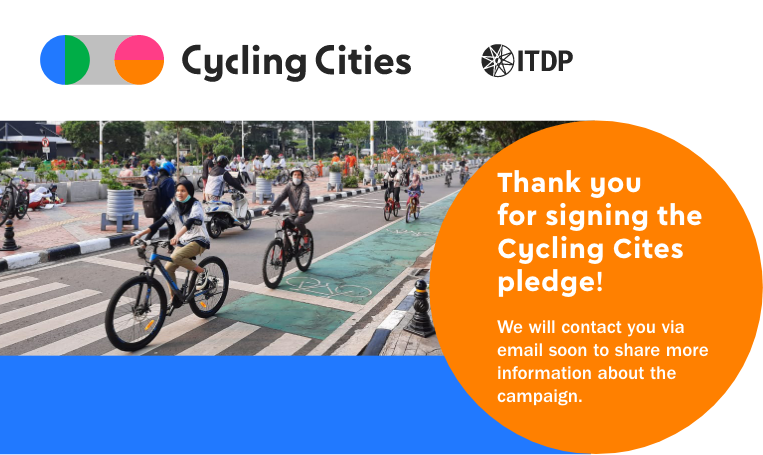 Cycling Cities
ITDP
Thank you
for signing the
Cycling Cites
pledge!
We will contact you via
email soon to share more
information about the
campaign.